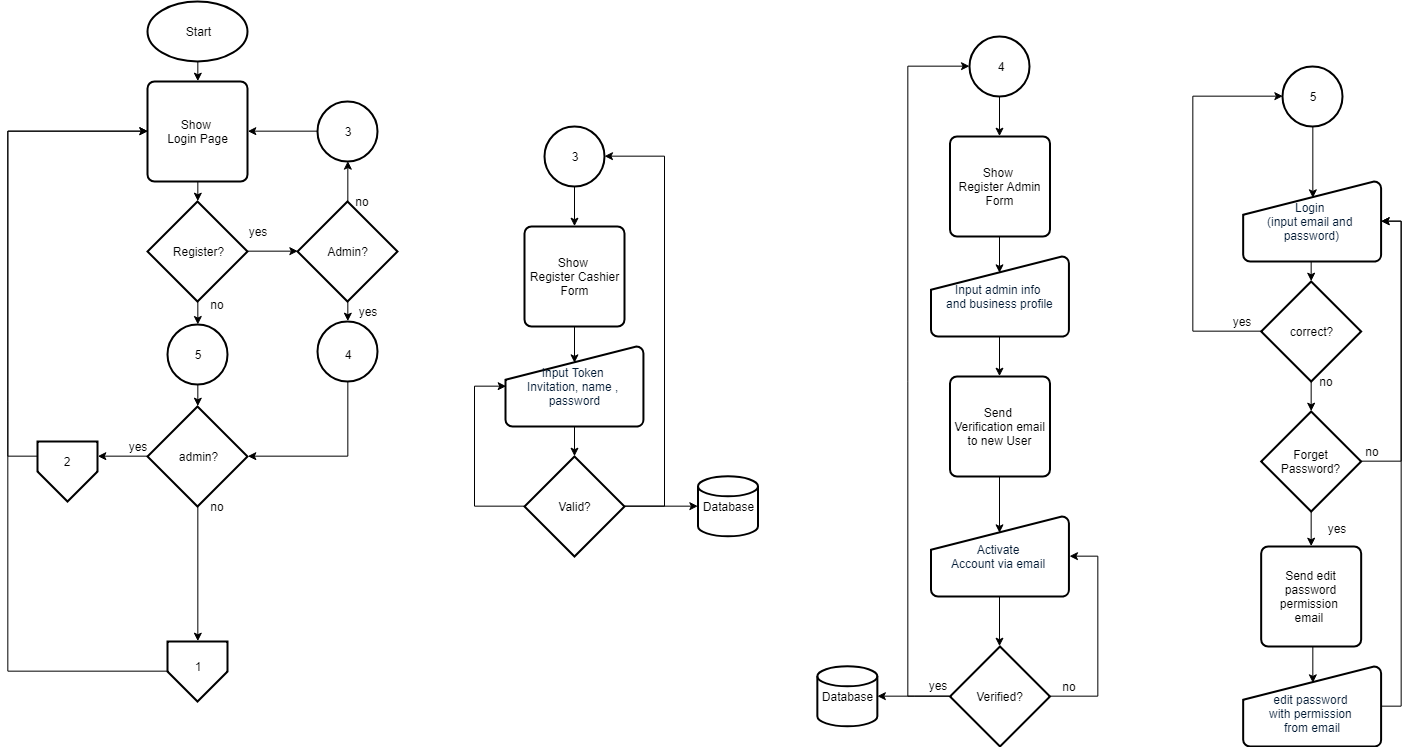 Start
Show
Login Page
3
Register?
yes
Admin?
no
no
yes
5
4
admin?
yes
2
no
1
3
Show
Register Cashier
Form
Input Token
Invitation, name ,
password
Valid?
Database
4
Show
Register Admin
Form
Input admin info
and business profile
Send
Verification email
to new User
Activate
Account via email
Verified?
yes
no
Database
5
Login
(input email and
password)
correct?
yes
no
Forget
Password?
no
yes
Send edit
password
permission
email
edit password
with permission
from email